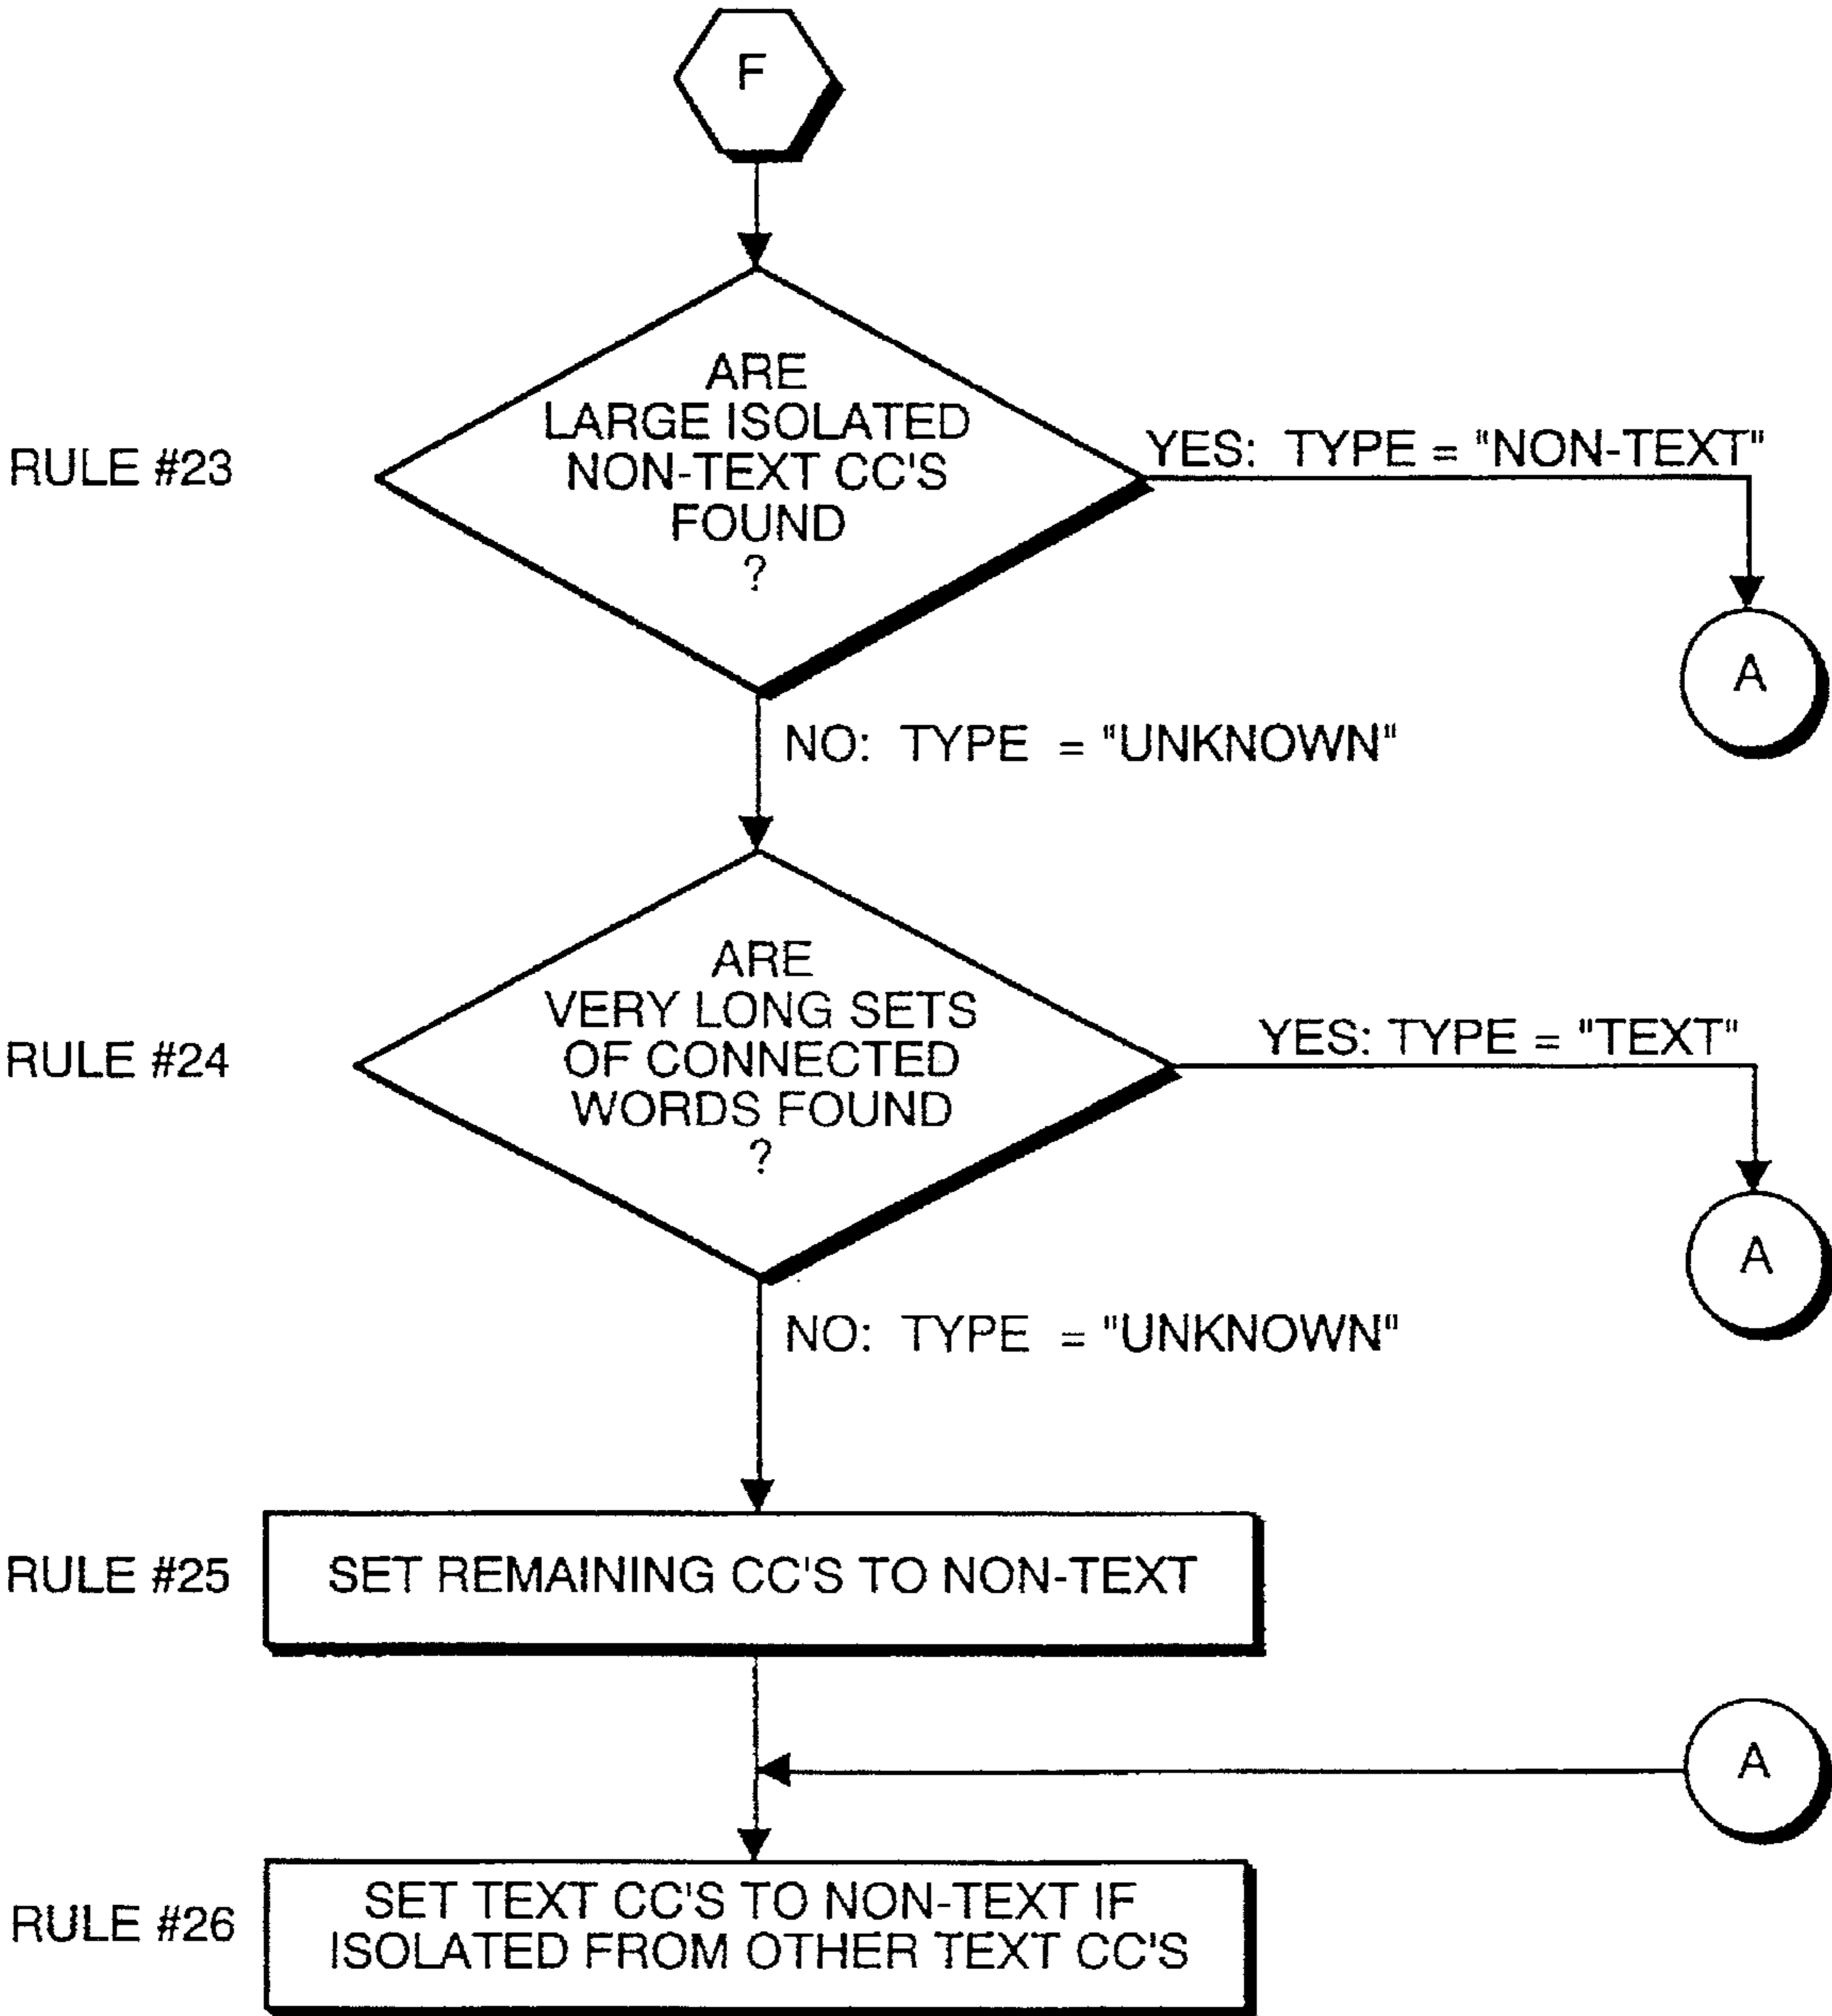 F
ARE
LARGE ISOLATED
NON-TEXT CC'S
FOUND
?
RULE #23
YES: TYPE = "NON-TEXT"
A
NO: TYPE = "UNKNOWN"
ARE
VERY LONG SETS
OF CONNECTED
WORDS FOUND
?
RULE #24
YES: TYPE = "TEXT"
A
NO: TYPE = "UNKNOWN"
RULE #25
SET REMAINING CC'S TO NON-TEXT
A
RULE #26
SET TEXT CC'S TO NON-TEXT IF
ISOLATED FROM OTHER TEXT CC'S